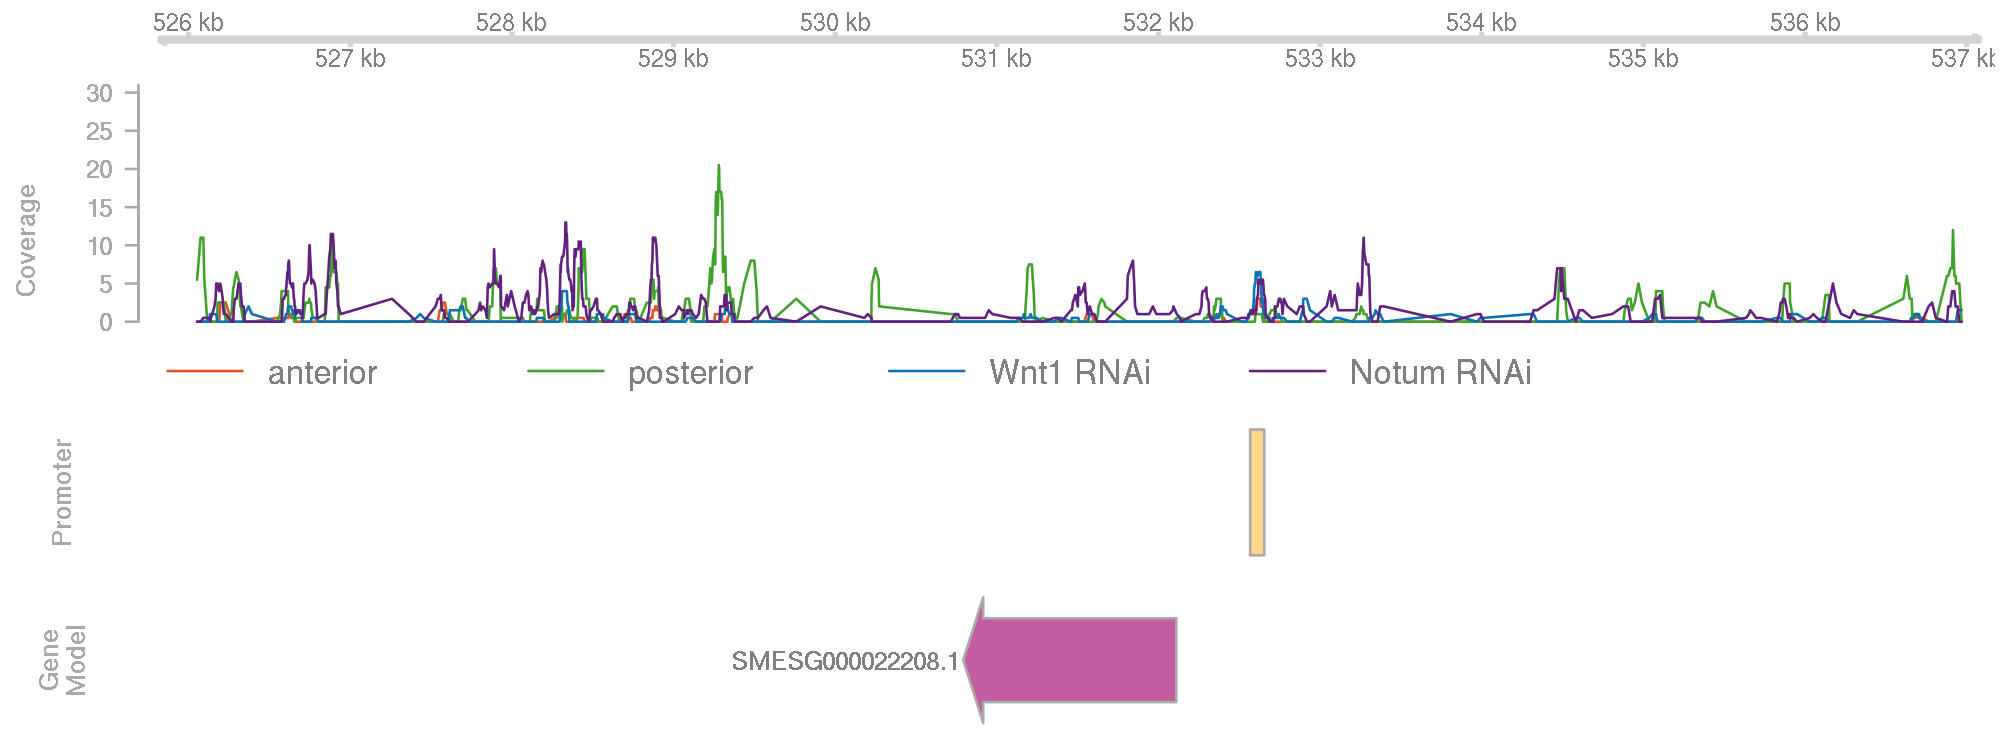 526 kb 528 kb 530 kb 532 kb 534 kb 536 kb
527 kb 529 kb 531 kb 533 kb 535 kb 537 kb
30
25
20
15
10
5
0
Coverage
anterior posterior Wnt1 RNAi Notum RNAi
Promoter
Gene
Model
SMESG000022208.1